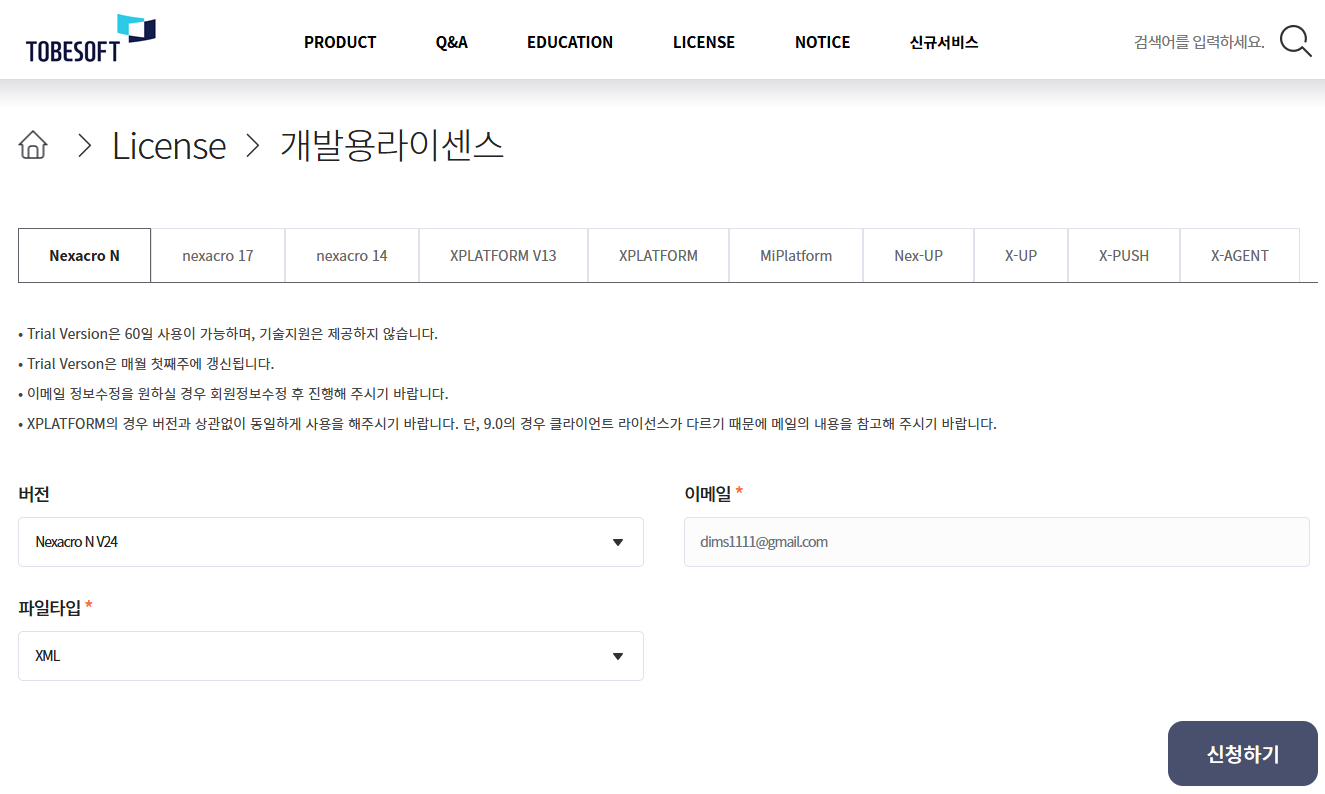 TOBESOFT PRODUCT Q&A EDUCATION LICENSE NOTICE 신규서비스 검색어를 입력하세요.
License > 개발용라이센스
Nexacro N nexacro 17 nexacro 14 XPLATFORM V13 XPLATFORM MiPlatform Nex-UP X-UP X-PUSH X-AGENT
• Trial Version은 60일 사용이 가능하며, 기술지원은 제공하지 않습니다.
• Trial Verson은 매월 첫째주에 갱신됩니다.
• 이메일 정보수정을 원하실 경우 회원정보수정 후 진행해 주시기 바랍니다.
• XPLATFORM의 경우 버전과 상관없이 동일하게 사용을 해주시기 바랍니다. 단, 9.0의 경우 클라이언트 라이선스가 다르기 때문에 메일의 내용을 참고해 주시기 바랍니다.
버전
Nexacro N V24
이메일 *
dims1111@gmail.com
파일타입 *
XML
신청하기